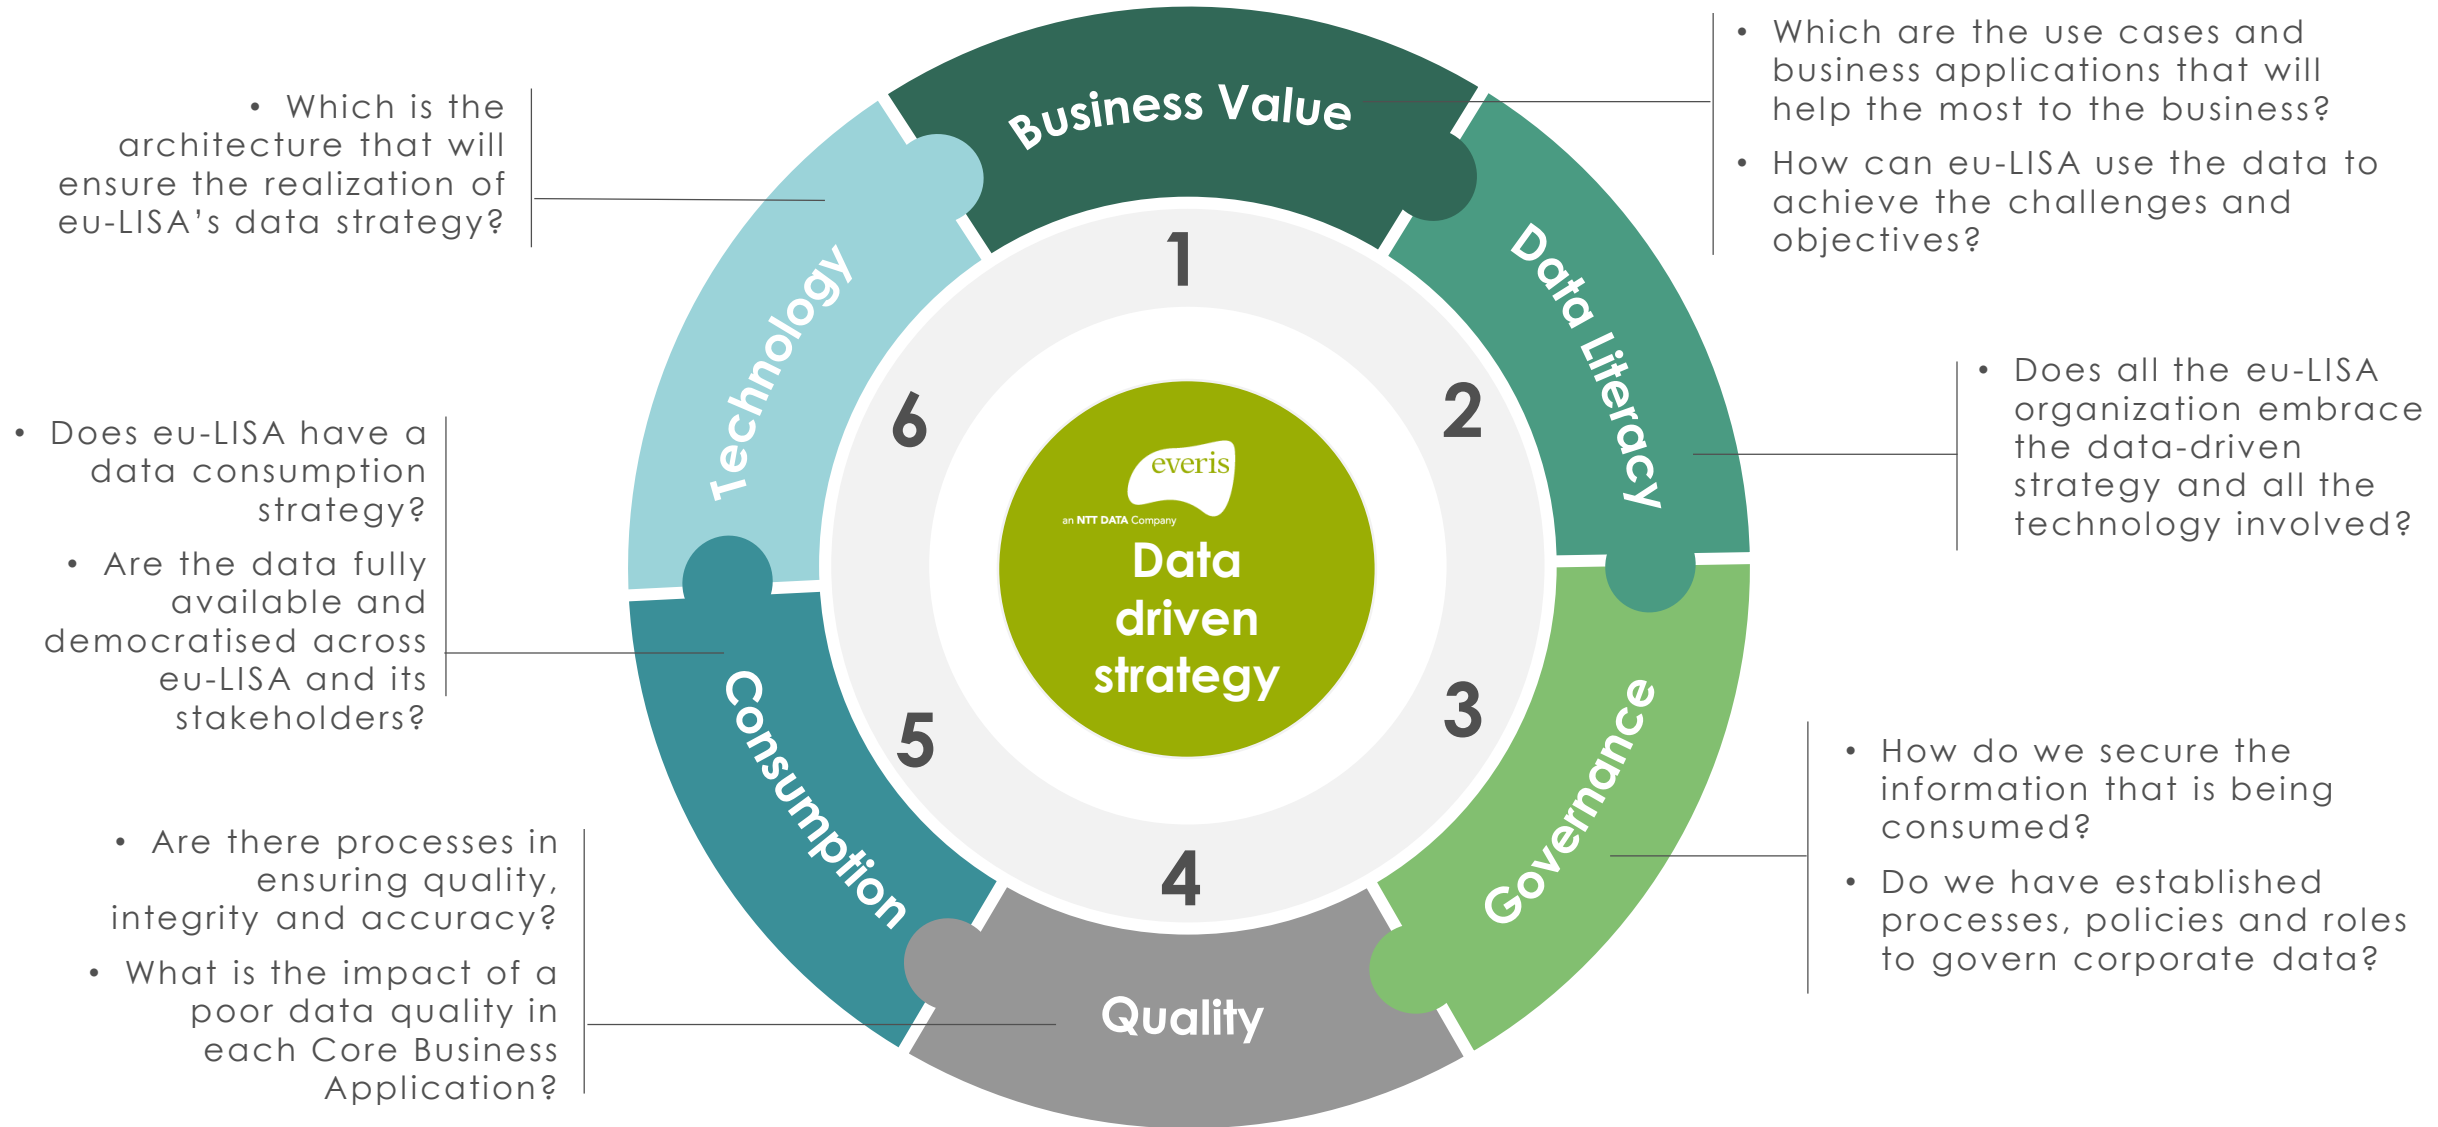 Business Value
• Which are the use cases and
business applications that will
help the most to the business?
• How can eu-LISA use the data to
achieve the challenges and
objectives?
Data Literacy
• Does all the eu-LISA
organization embrace
the data-driven
strategy and all the
technology involved?
Governance
• How do we secure the
information that is being
consumed?
• Do we have established
processes, policies and roles
to govern corporate data?
Quality
• Are there processes in
ensuring quality,
integrity and accuracy?
• What is the impact of a
poor data quality in
each Core Business
Application?
Consumption
• Does eu-LISA have a
data consumption
strategy?
• Are the data fully
available and
democratised across
eu-LISA and its
stakeholders?
Technology
• Which is the
architecture that will
ensure the realization of
eu-LISA’s data strategy?
1
2
3
4
5
6
everis
an NTT DATA Company
Data
driven
strategy